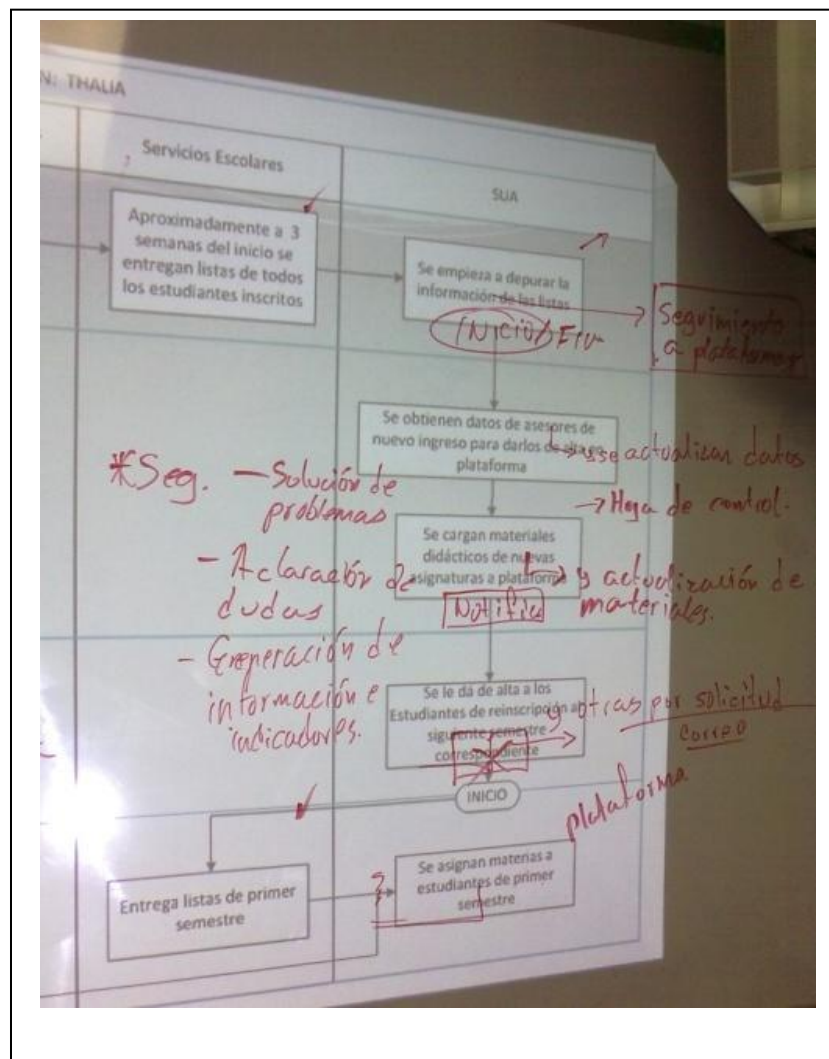 N: THALIA
Servicios Escolares
SUA
Aproximadamente a 3
semanas del inicio se
entregan listas de todos
los estudiantes inscritos
Se empieza a depurar la
información de las listas
INICIO
Seguimiento
a plataformas
Se obtienen datos de asesores de
nuevo ingreso para darlos de alta
plataforma
se actualizan datos
*Seg. - Solución de
problemas
- Aclaración de
dudas
- Generación de
información e
indicadores.
→ Hoja de control.
Se cargan materiales
didácticos de nuevas
asignaturas a plataforma
y actualización de
materiales.
Se le da de alta a los
Estudiantes de reinscripción al
siguiente semestre
correspondiente
y otras por solicitud
correo
INICIO
plataforma
Entrega listas de primer
semestre
?
Se asignan materias a
estudiantes de primer
semestre